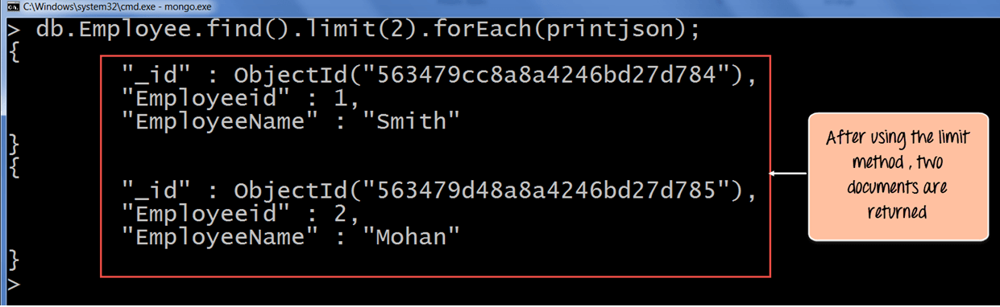 C:\Windows\system32\cmd.exe - mongo.exe
> db.Employee.find().limit(2).forEach(printjson);
{
"_id" : ObjectId("563479cc8a8a4246bd27d784"),
"Employeeid" : 1,
"EmployeeName" : "Smith"
}
{
"_id" : ObjectId("563479d48a8a4246bd27d785"),
"Employeeid" : 2,
"EmployeeName" : "Mohan"
}
>
After using the limit
method , two
documents are
returned